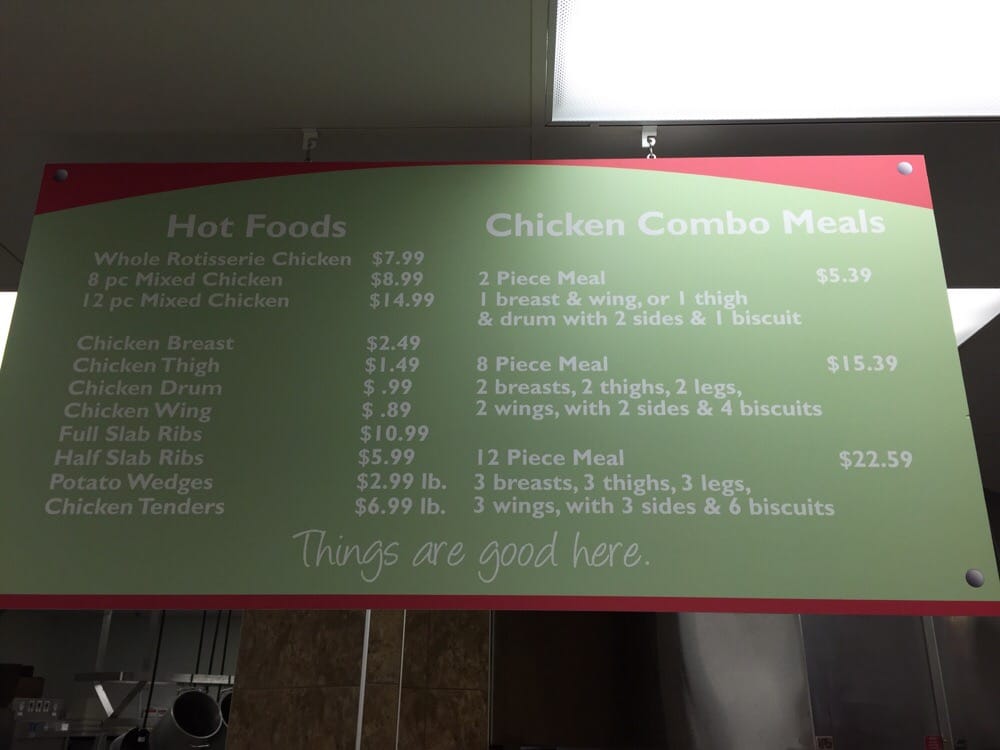 Hot Foods
Whole Rotisserie Chicken $7.99
8 pc Mixed Chicken $8.99
12 pc Mixed Chicken $14.99
Chicken Breast $2.49
Chicken Thigh $1.49
Chicken Drum $ .99
Chicken Wing $ .89
Full Slab Ribs $10.99
Half Slab Ribs $5.99
Potato Wedges $2.99 lb.
Chicken Tenders $6.99 lb.
Chicken Combo Meals
2 Piece Meal $5.39
1 breast & wing, or 1 thigh
& drum with 2 sides & 1 biscuit
8 Piece Meal $15.39
2 breasts, 2 thighs, 2 legs,
2 wings, with 2 sides & 4 biscuits
12 Piece Meal $22.59
3 breasts, 3 thighs, 3 legs,
3 wings, with 3 sides & 6 biscuits
Things are good here.